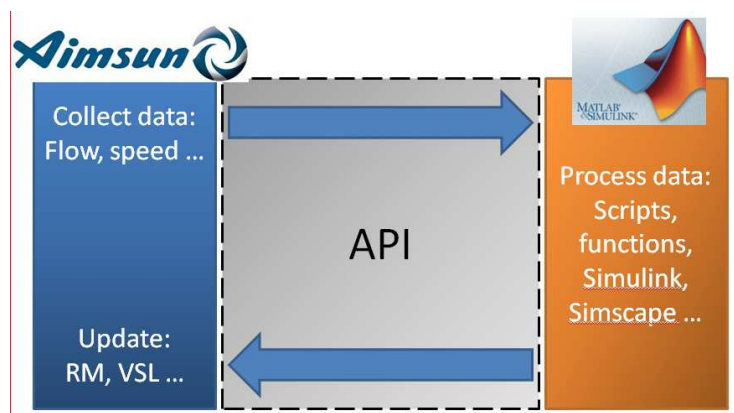 Aimsun
Collect data:
Flow, speed ...
Update:
RM, VSL ...
API
MATLAB®
&SIMULINK®
Process data:
Scripts,
functions,
Simulink,
Simscape ...